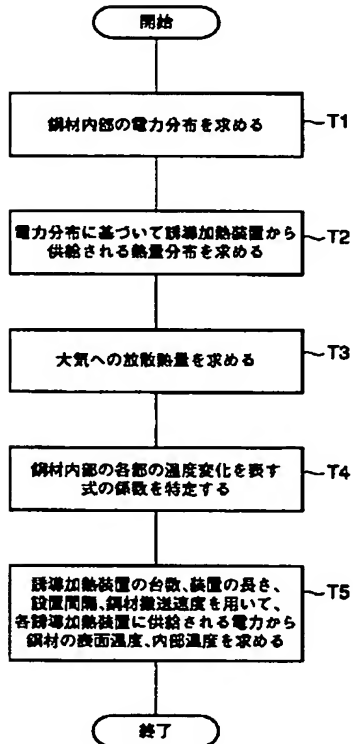 開始
鋼材内部の電力分布を求める
T1
電力分布に基づいて誘導加熱装置から
供給される熱量分布を求める
T2
大気への放散熱量を求める
T3
鋼材内部の各部の温度変化を表す
式の係数を特定する
T4
誘導加熱装置の台数、装置の長さ、
設置間隔、鋼材搬送速度を用いて、
各誘導加熱装置に供給される電力から
鋼材の表面温度、内部温度を求める
T5
終了